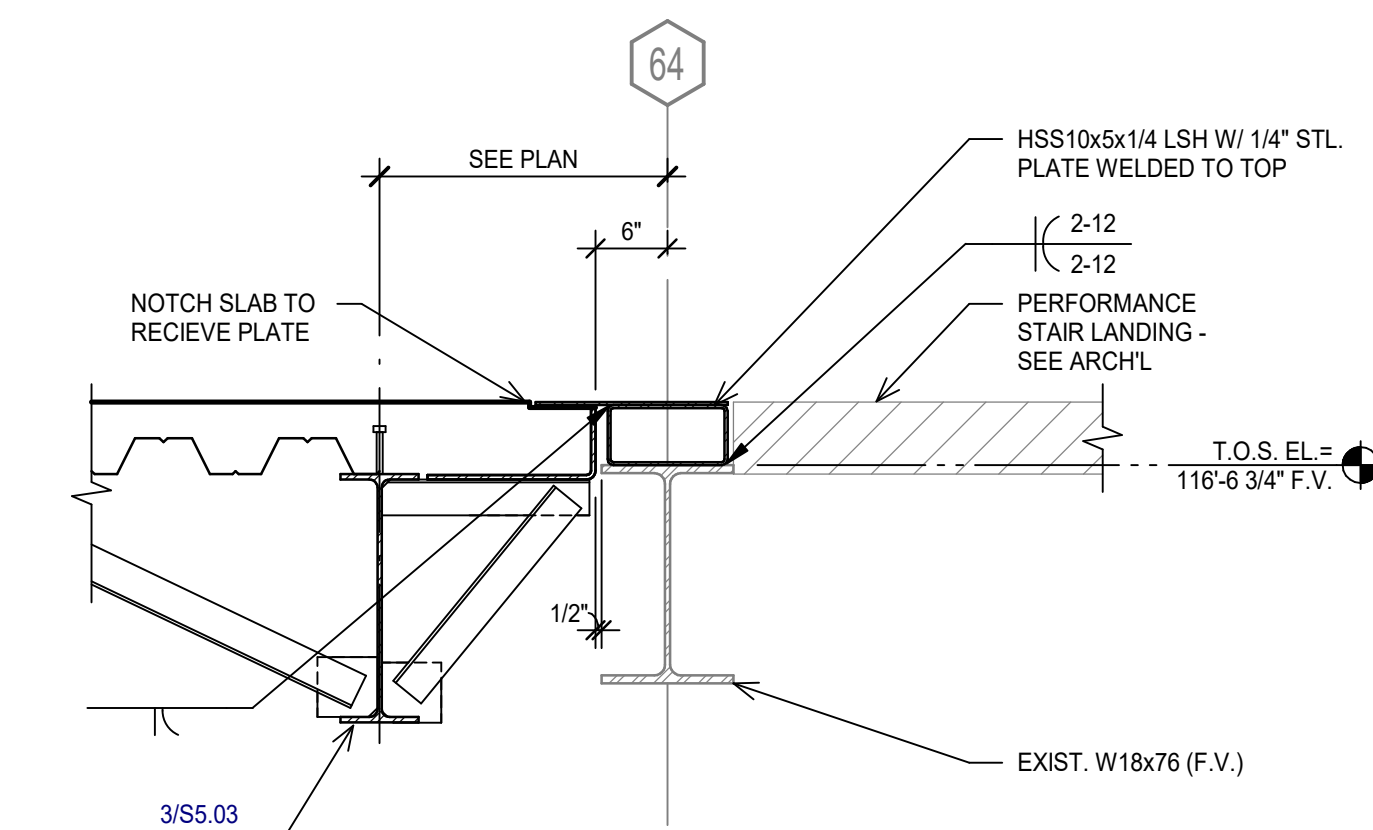 64
SEE PLAN
HSS10x5x1/4 LSH W/ 1/4" STL.
PLATE WELDED TO TOP
6"
2-12
2-12
NOTCH SLAB TO
RECIEVE PLATE
PERFORMANCE
STAIR LANDING -
SEE ARCH'L
T.O.S. EL.=
116'-6 3/4" F.V.
1/2"
EXIST. W18x76 (F.V.)
3/S5.03